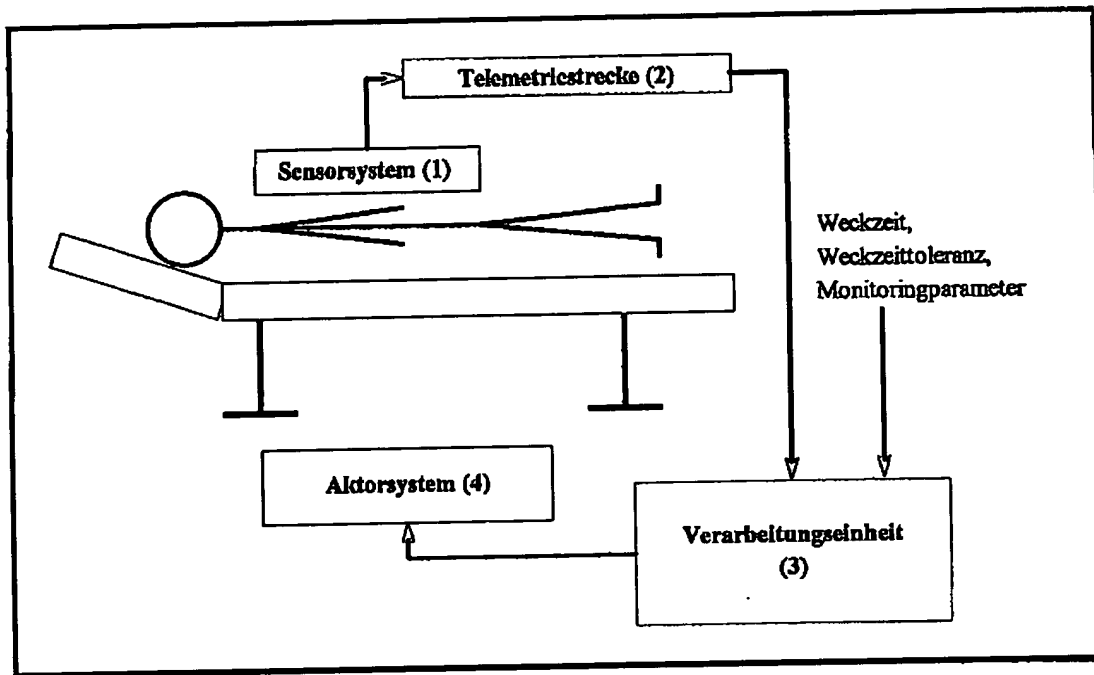 Telemetriestrecke (2)
Sensorsystem (1)
Weckzeit,
Weckzeittoleranz,
Monitoringparameter
Aktorsystem (4)
Verarbeitungseinheit
(3)